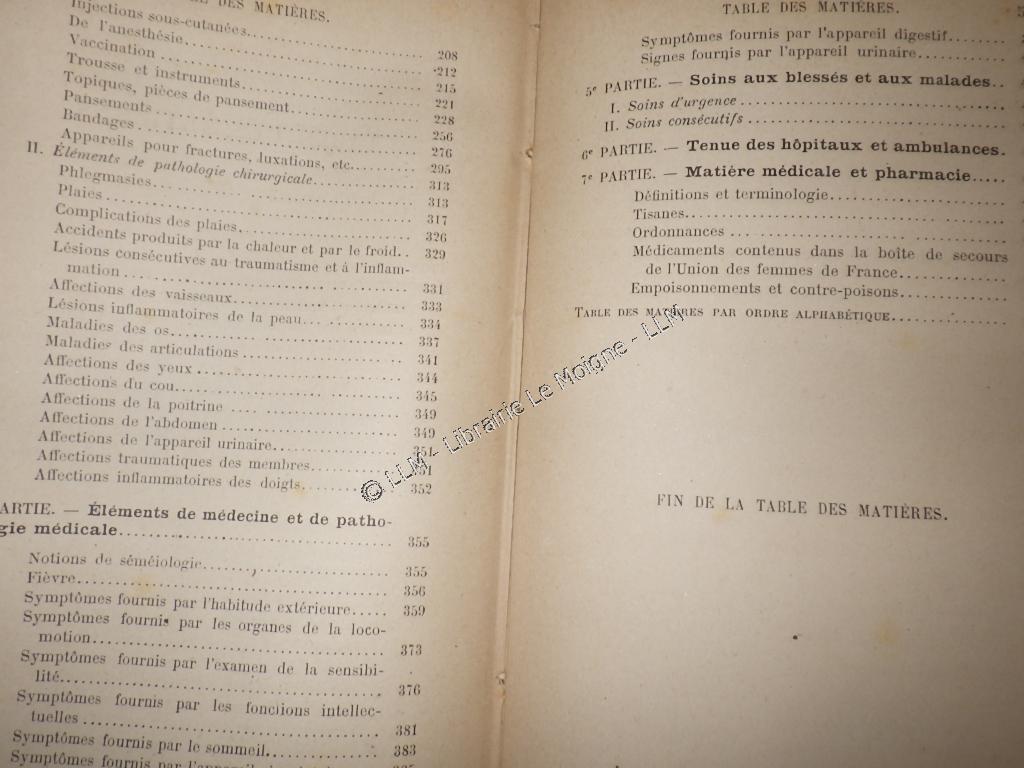 DES MATIÈRES.
Injections sous-cutanées........ 208
De l'anesthésie........ 212
Vaccination ........ 215
Trousse et instruments........ 221
Topiques, pièces de pansement........ 228
Pansements ........ 256
Bandages........ 276
Appareils pour fractures, luxations, etc........ 295
II. Éléments de pathologie chirurgicale........ 313
Phlegmasies........ 313
Plaies........ 317
Complications des plaies........ 326
Accidents produits par la chaleur et par le froid.. 329
Lésions consécutives au traumatisme et à l'inflam-
mation ........ 331
Affections des vaisseaux........ 333
Lésions inflammatoires de la peau........ 334
Maladies des os........ 337
Maladies des articulations ........ 341
Affections des yeux ........ 344
Affections du cou........ 345
Affections de la poitrine ........ 349
Affections de l'abdomen ........ 349
Affections de l'appareil urinaire........ 351
Affections traumatiques des membres........ 351
Affections inflammatoires des doigts........ 352
ARTIE. — Éléments de médecine et de patho-
gie médicale........ 355
Notions de séméiologie........ 355
Fièvre........ 356
Symptômes fournis par l'habitude extérieure..... 359
Symptômes fournis par les organes de la loco-
motion........ 373
Symptômes fournis par l'examen de la sensibi-
lité........ 376
Symptômes fournis par les fonctions intellec-
tuelles ........ 381
Symptômes fournis par le sommeil........ 383
Symptômes fournis par
TABLE DES MATIÈRES.
Symptômes fournis par l'appareil digestif........
Signes fournis par l'appareil urinaire........
5e PARTIE. — Soins aux blessés et aux malades..
I. Soins d'urgence ........
II. Soins consécutifs ........
6e PARTIE. — Tenue des hôpitaux et ambulances.
7e PARTIE. — Matière médicale et pharmacie.....
Définitions et terminologie........
Tisanes........
Ordonnances ........
Médicaments contenus dans la boîte de secours
de l'Union des femmes de France........
Empoisonnements et contre-poisons........
TABLE DES MATIÈRES PAR ORDRE ALPHABÉTIQUE........
FIN DE LA TABLE DES MATIÈRES.
© LLM - Librairie Le Moigne - LLM